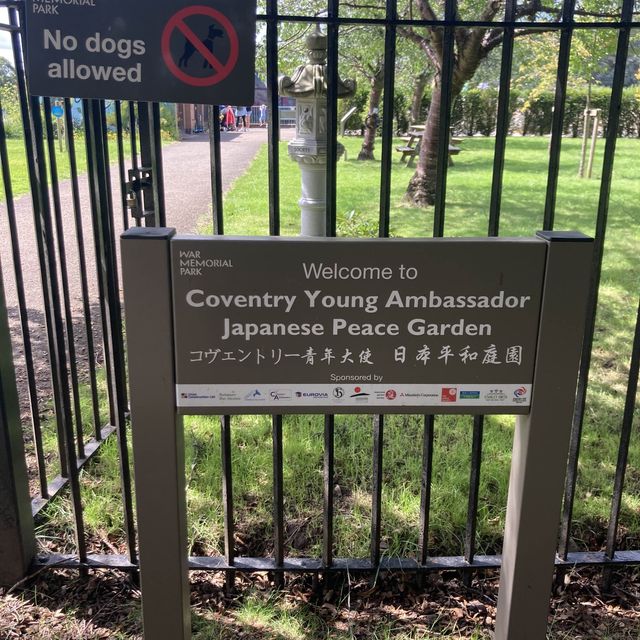 MEMORIAL
PARK
No dogs
allowed
WAR
MEMORIAL
PARK
Welcome to
Coventry Young Ambassador
Japanese Peace Garden
コヴェントリー青年大使 日本平和庭園
Sponsored by
EUROVIA